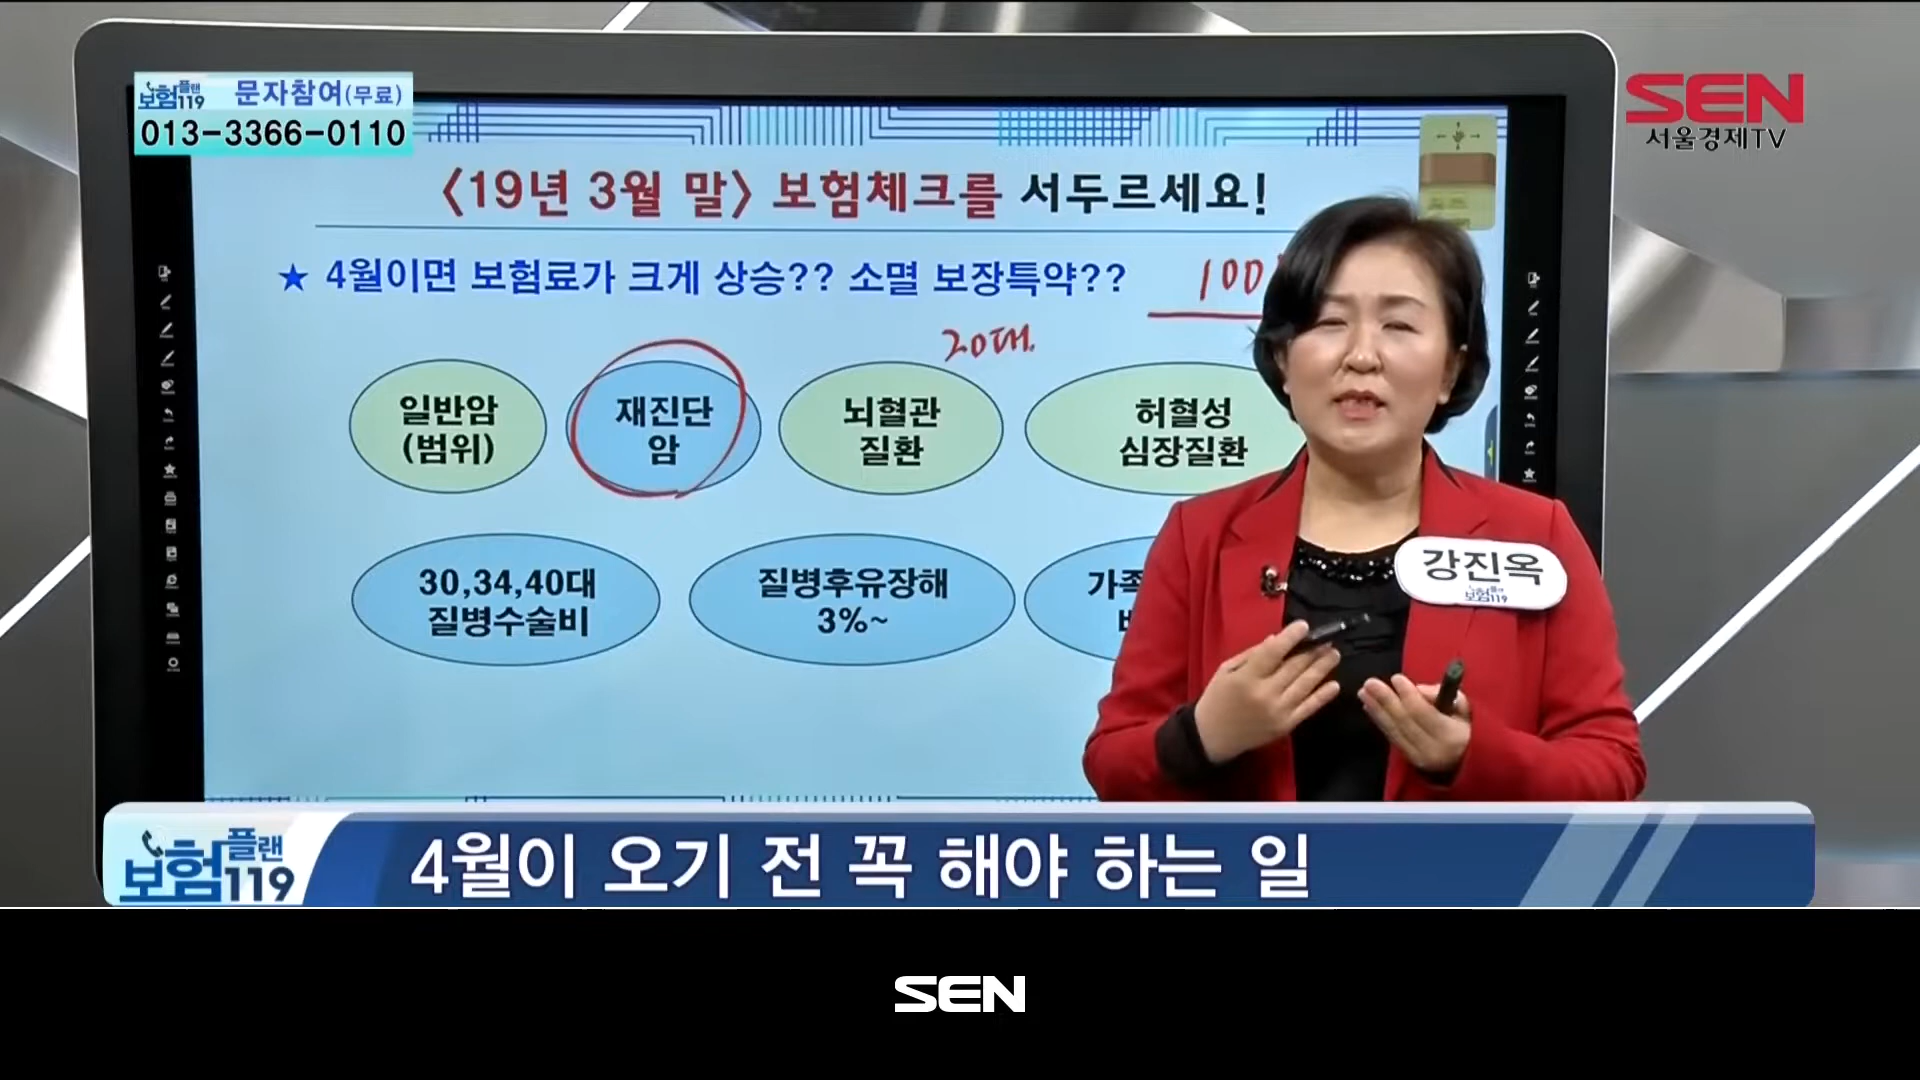 보험플랜119 문자참여(무료)
013-3366-0110
SEN
서울경제TV
<19년 3월 말> 보험체크를 서두르세요!
★ 4월이면 보험료가 크게 상승?? 소멸 보장특약??
100
20대.
일반암
(범위)
재진단
암
뇌혈관
질환
허혈성
심장질환
30,34,40대
질병수술비
질병후유장해
3%~
가족
강진옥
보험플랜119
보험플랜119
4월이 오기 전 꼭 해야 하는 일
SEN